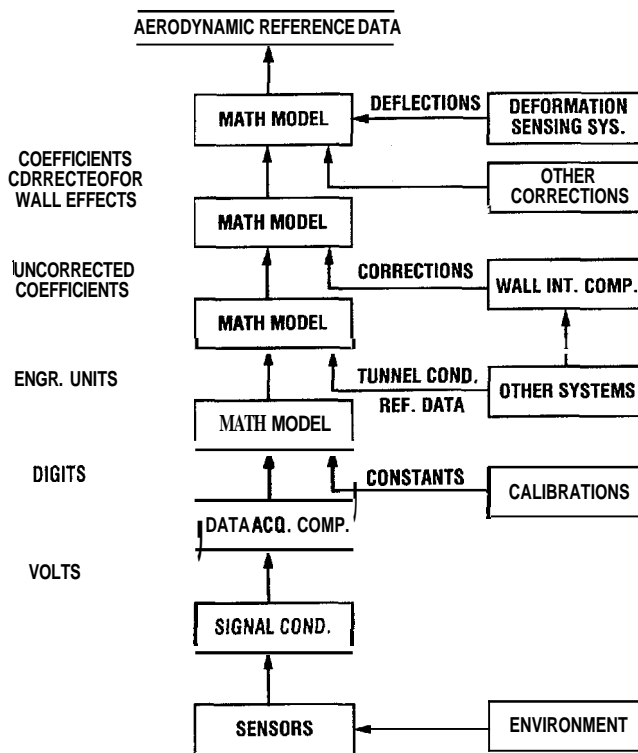 AERODYNAMIC REFERENCE DATA
DEFLECTIONS
MATH MODEL
DEFORMATION
SENSING SYS.
COEFFICIENTS
CDRRECTEOFOR
WALL EFFECTS
OTHER
CORRECTIONS
MATH MODEL
UNCORRECTED
COEFFICIENTS
CORRECTIONS
WALL INT. COMP.
MATH MODEL
ENGR. UNITS
TUNNEL COND.
REF. DATA
OTHER SYSTEMS
MATH MODEL
DIGITS
CONSTANTS
CALIBRATIONS
DATA ACQ. COMP.
VOLTS
SIGNAL COND.
SENSORS
ENVIRONMENT